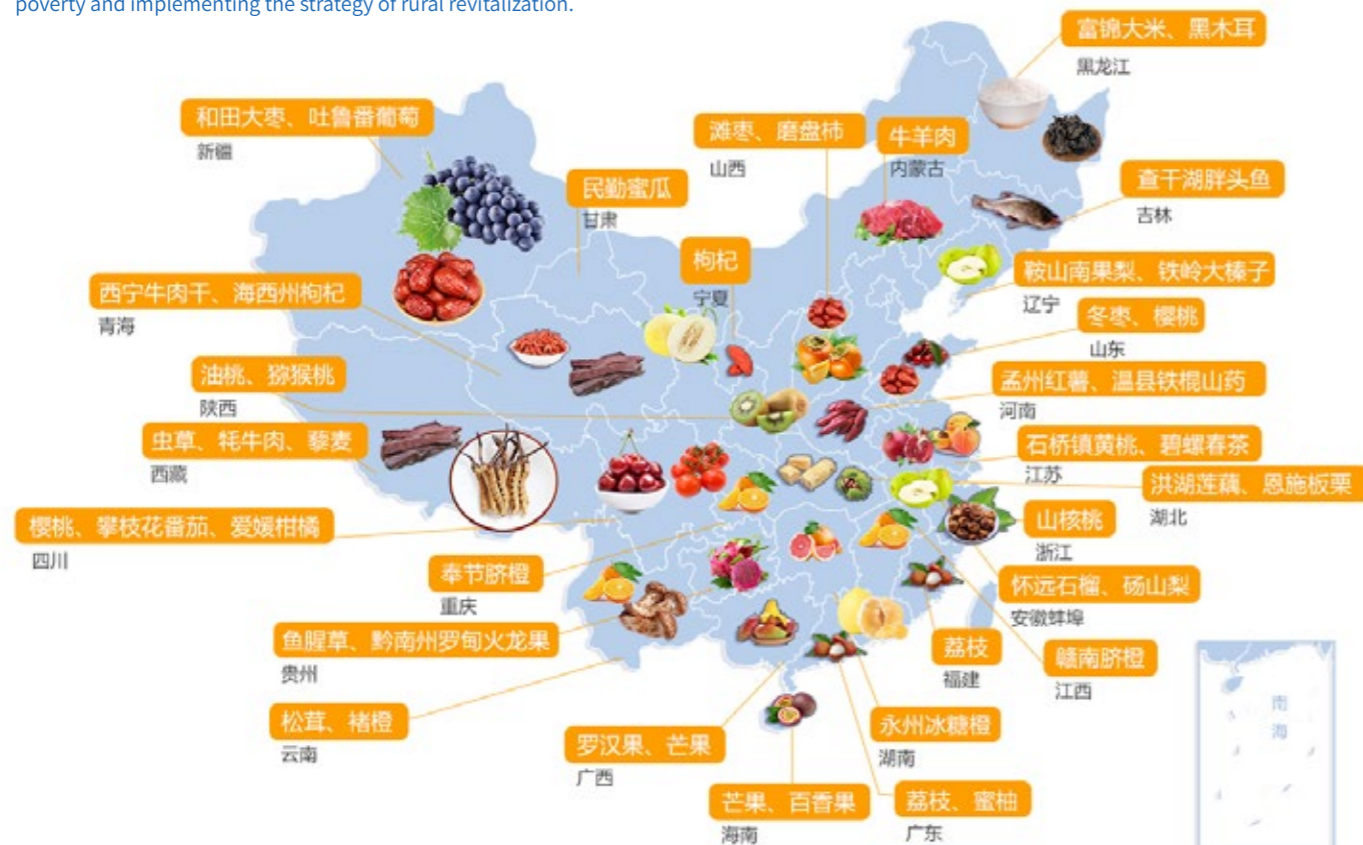 poverty and implementing the strategy of rural revitalization.
富锦大米、黑木耳
黑龙江
和田大枣、吐鲁番葡萄
新疆
滩枣、磨盘柿
山西
牛羊肉
内蒙古
民勤蜜瓜
甘肃
查干湖胖头鱼
吉林
枸杞
宁夏
鞍山南果梨、铁岭大榛子
辽宁
西宁牛肉干、海西州枸杞
青海
冬枣、樱桃
山东
油桃、猕猴桃
陕西
孟州红薯、温县铁棍山药
河南
虫草、牦牛肉、藜麦
西藏
石桥镇黄桃、碧螺春茶
江苏
洪湖莲藕、恩施板栗
湖北
樱桃、攀枝花番茄、爱媛柑橘
四川
山核桃
浙江
奉节脐橙
重庆
怀远石榴、砀山梨
安徽蚌埠
鱼腥草、黔南州罗甸火龙果
贵州
荔枝
福建
赣南脐橙
江西
松茸、褚橙
云南
永州冰糖橙
湖南
罗汉果、芒果
广西
芒果、百香果
海南
荔枝、蜜柚
广东
南
海